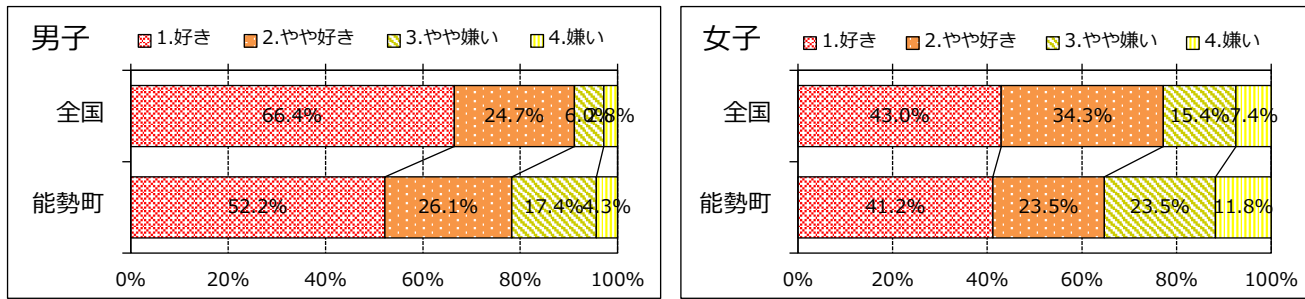 男子 1.好き 2.やや好き 3.やや嫌い 4.嫌い
全国 66.4% 24.7% 6.0% 2.8%
能勢町 52.2% 26.1% 17.4% 4.3%
0% 20% 40% 60% 80% 100%
女子 1.好き 2.やや好き 3.やや嫌い 4.嫌い
全国 43.0% 34.3% 15.4% 7.4%
能勢町 41.2% 23.5% 23.5% 11.8%
0% 20% 40% 60% 80% 100%